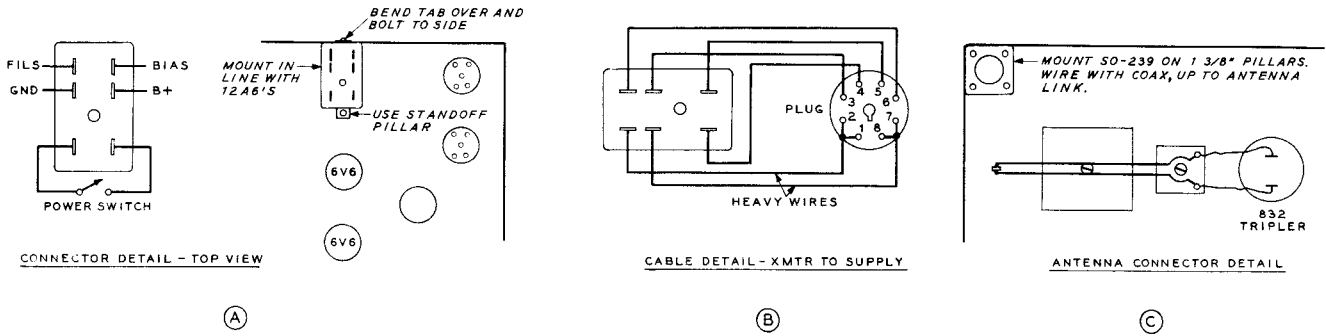 BEND TAB OVER AND
BOLT TO SIDE
FILS
BIAS
GND
B+
POWER SWITCH
MOUNT IN
LINE WITH
12A6'S
USE STANDOFF
PILLAR
6V6
6V6
CONNECTOR DETAIL - TOP VIEW
A
PLUG
4
5
3
6
2
7
1
8
HEAVY WIRES
CABLE DETAIL - XMTR TO SUPPLY
B
MOUNT SO-239 ON 1 3/8" PILLARS.
WIRE WITH COAX, UP TO ANTENNA
LINK.
832
TRIPLER
ANTENNA CONNECTOR DETAIL
C